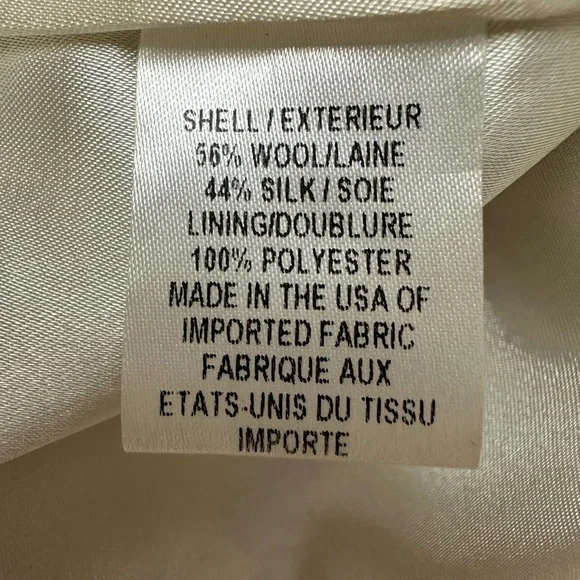 SHELL / EXTERIEUR
56% WOOL/LAINE
44% SILK / SOIE
LINING/DOUBLURE
100% POLYESTER
MADE IN THE USA OF
IMPORTED FABRIC
FABRIQUE AUX
ETATS-UNIS DU TISSU
IMPORTE